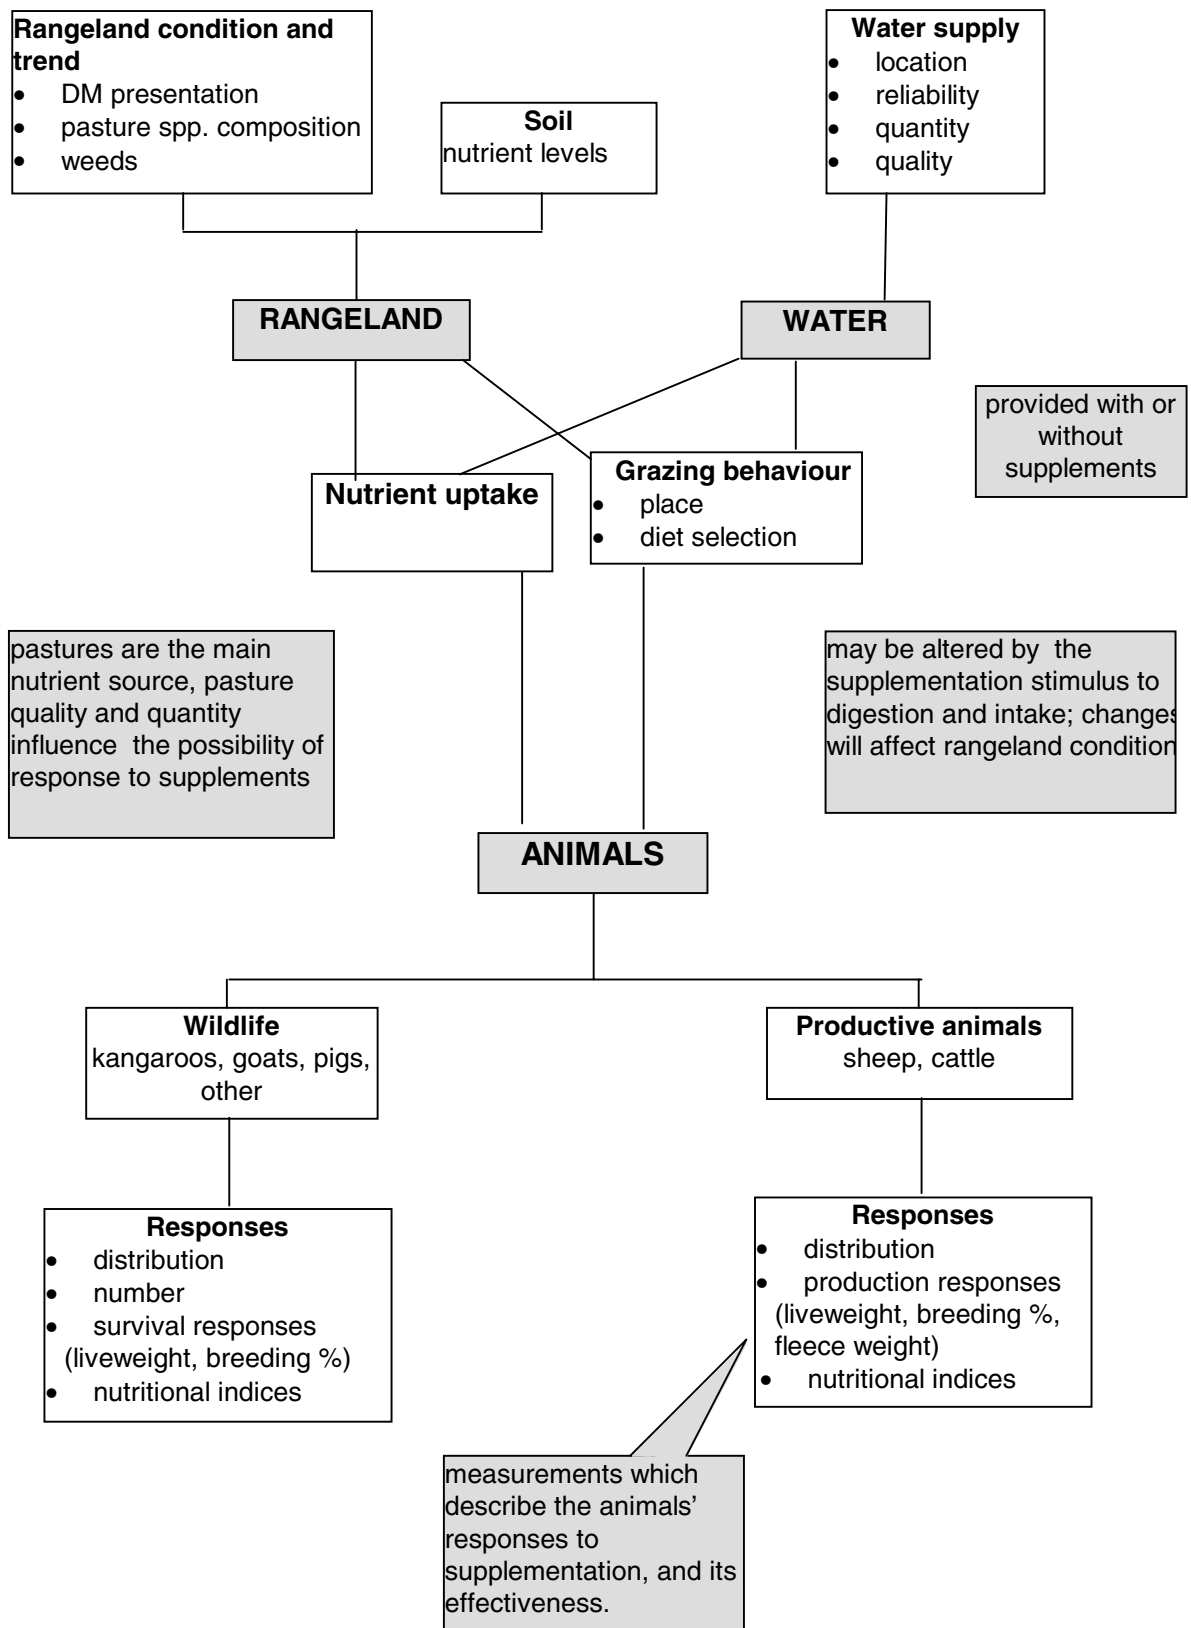 Rangeland condition and
trend
• DM presentation
• pasture spp. composition
• weeds
Soil
nutrient levels
Water supply
• location
• reliability
• quantity
• quality
RANGELAND
WATER
provided with or
without
supplements
Nutrient uptake
Grazing behaviour
• place
• diet selection
pastures are the main
nutrient source, pasture
quality and quantity
influence the possibility of
response to supplements
may be altered by the
supplementation stimulus to
digestion and intake; changes
will affect rangeland condition
ANIMALS
Wildlife
kangaroos, goats, pigs,
other
Productive animals
sheep, cattle
Responses
• distribution
• number
• survival responses
(liveweight, breeding %)
• nutritional indices
Responses
• distribution
• production responses
(liveweight, breeding %,
fleece weight)
• nutritional indices
measurements which
describe the animals’
responses to
supplementation, and its
effectiveness.